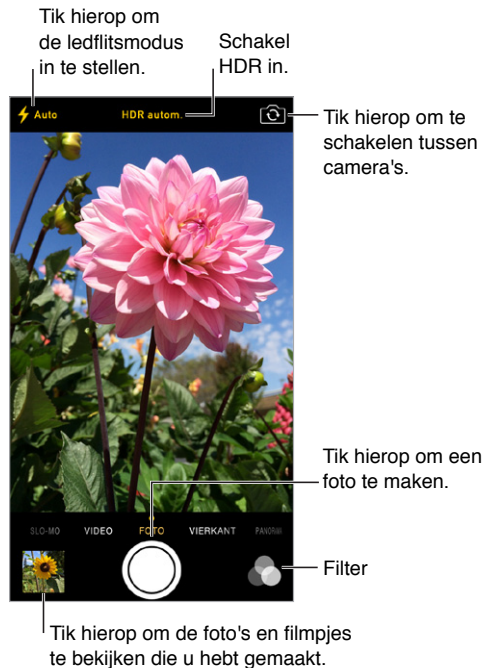 Tik hierop om
de ledflitsmodus
in te stellen.
Schakel
HDR in.
Auto
HDR autom.
Tik hierop om te
schakelen tussen
camera's.
Tik hierop om een
foto te maken.
SLO-MO VIDEO FOTO VIERKANT PANORAM
Filter
Tik hierop om de foto's en filmpjes
te bekijken die u hebt gemaakt.